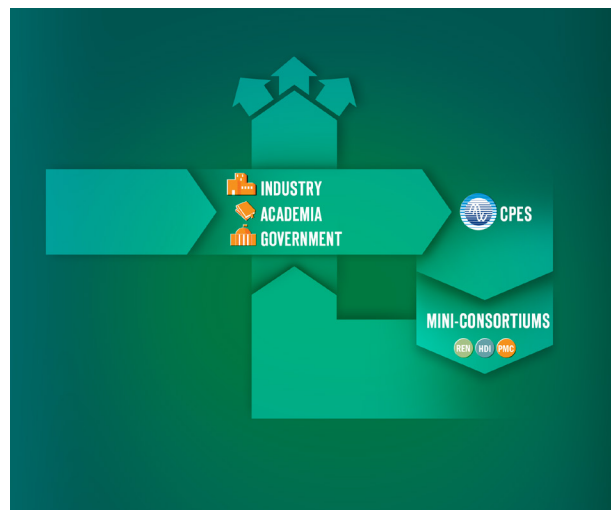 INDUSTRY
ACADEMIA
GOVERNMENT
CPES
MINI-CONSORTIUMS
REN HDI PMC